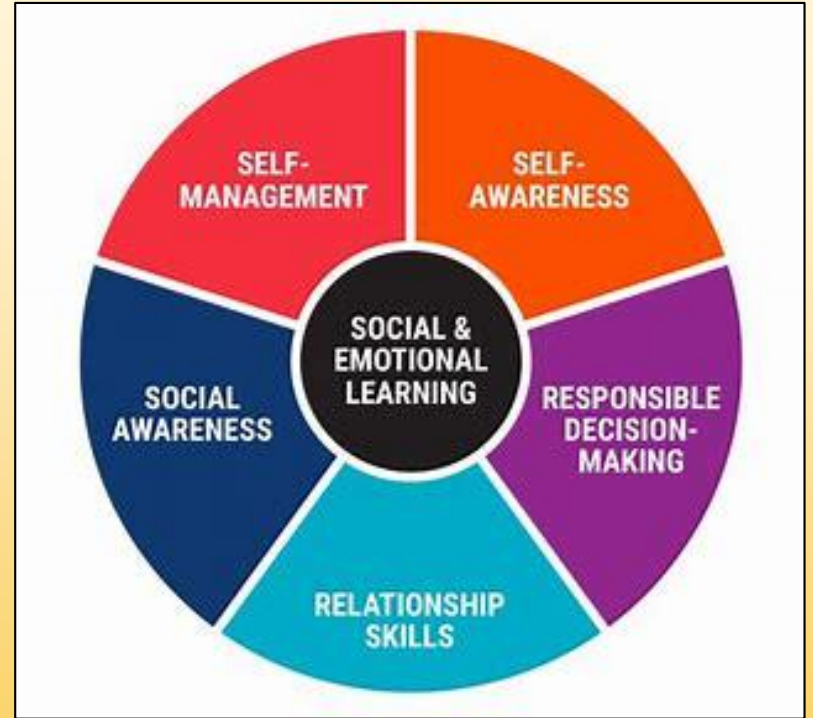 SELF-
MANAGEMENT
SELF-
AWARENESS
SOCIAL &
EMOTIONAL
LEARNING
SOCIAL
AWARENESS
RESPONSIBLE
DECISION-
MAKING
RELATIONSHIP
SKILLS